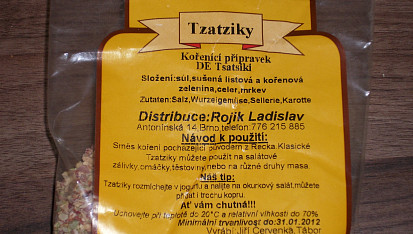 Tzatziky
Kořenící přípravek
DE Tsatsiki
Složení:sůl,sušená listová a kořenová
zelenina,celer,mrkev
Zutaten:Salz,Wurzelgemüse,Sellerie,Karotte
Distribuce:Rojík Ladislav
Antonínská 14,Brno,telefon:776 215 885
Návod k použití:
Směs koření pocházející původem z Řecka.Klasické
Tzatziky můžete použít na salátové
zálivky,omáčky,těstoviny,nebo na různé druhy masa.
Náš tip:
Tzatziky rozmíchejte v jogurtu a nalijte na okurkový salát,můžete
přidat i trochu kopru.
Ať vám chutná!!!
Uchovejte při teplotě do 20°C a relativní vlhkosti do 70%
Minimální trvanlivost do:31.01.2012
Vyrábí:Jiří Červenka,Tábor